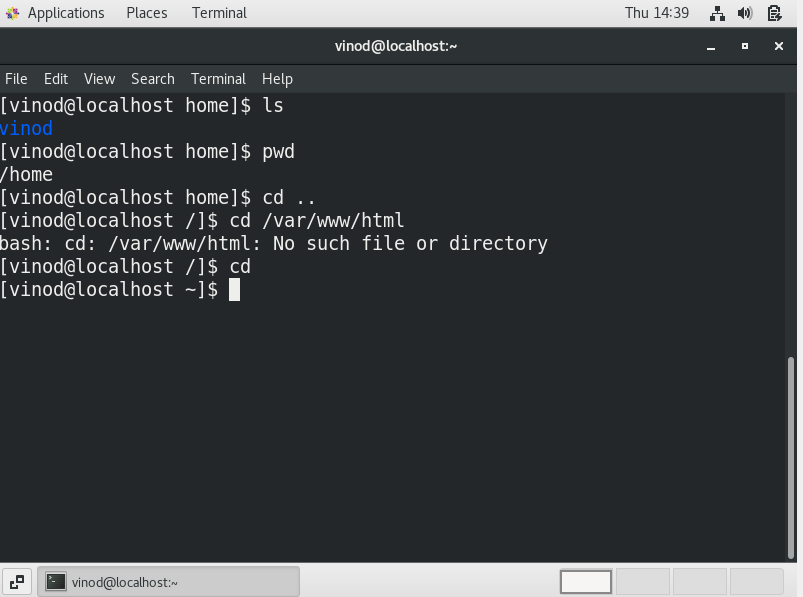 Applications Places Terminal Thu 14:39
vinod@localhost:~
File Edit View Search Terminal Help
[vinod@localhost home]$ ls
vinod
[vinod@localhost home]$ pwd
/home
[vinod@localhost home]$ cd ..
[vinod@localhost /]$ cd /var/www/html
bash: cd: /var/www/html: No such file or directory
[vinod@localhost /]$ cd
[vinod@localhost ~]$
vinod@localhost:~